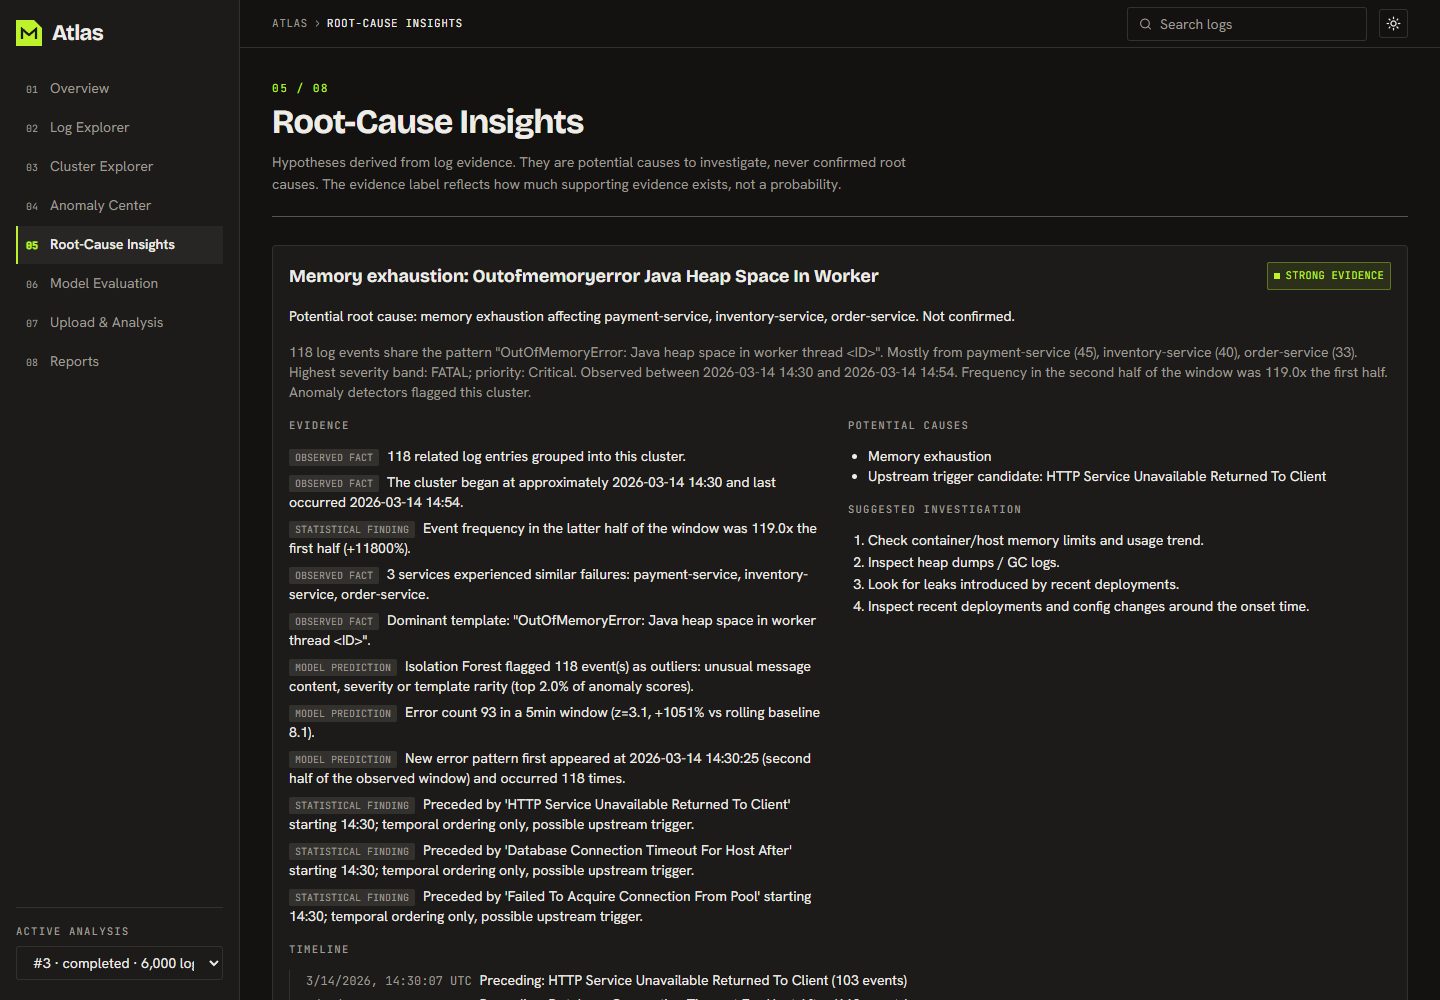 Atlas
ATLAS > ROOT-CAUSE INSIGHTS
Search logs
01 Overview
02 Log Explorer
03 Cluster Explorer
04 Anomaly Center
05 Root-Cause Insights
06 Model Evaluation
07 Upload & Analysis
08 Reports
ACTIVE ANALYSIS
#3 · completed · 6,000 log
05 / 08
Root-Cause Insights
Hypotheses derived from log evidence. They are potential causes to investigate, never confirmed root
causes. The evidence label reflects how much supporting evidence exists, not a probability.
Memory exhaustion: Outofmemoryerror Java Heap Space In Worker
STRONG EVIDENCE
Potential root cause: memory exhaustion affecting payment-service, inventory-service, order-service. Not confirmed.
118 log events share the pattern "OutOfMemoryError: Java heap space in worker thread <ID>". Mostly from payment-service (45), inventory-service (40), order-service (33).
Highest severity band: FATAL; priority: Critical. Observed between 2026-03-14 14:30 and 2026-03-14 14:54. Frequency in the second half of the window was 119.0x the first half.
Anomaly detectors flagged this cluster.
EVIDENCE
OBSERVED FACT 118 related log entries grouped into this cluster.
OBSERVED FACT The cluster began at approximately 2026-03-14 14:30 and last
occurred 2026-03-14 14:54.
STATISTICAL FINDING Event frequency in the latter half of the window was 119.0x the
first half (+11800%).
OBSERVED FACT 3 services experienced similar failures: payment-service, inventory-
service, order-service.
OBSERVED FACT Dominant template: "OutOfMemoryError: Java heap space in worker
thread <ID>".
MODEL PREDICTION Isolation Forest flagged 118 event(s) as outliers: unusual message
content, severity or template rarity (top 2.0% of anomaly scores).
MODEL PREDICTION Error count 93 in a 5min window (z=3.1, +1051% vs rolling baseline
8.1).
MODEL PREDICTION New error pattern first appeared at 2026-03-14 14:30:25 (second
half of the observed window) and occurred 118 times.
STATISTICAL FINDING Preceded by 'HTTP Service Unavailable Returned To Client'
starting 14:30; temporal ordering only, possible upstream trigger.
STATISTICAL FINDING Preceded by 'Database Connection Timeout For Host After'
starting 14:30; temporal ordering only, possible upstream trigger.
STATISTICAL FINDING Preceded by 'Failed To Acquire Connection From Pool' starting
14:30; temporal ordering only, possible upstream trigger.
POTENTIAL CAUSES
• Memory exhaustion
• Upstream trigger candidate: HTTP Service Unavailable Returned To Client
SUGGESTED INVESTIGATION
1. Check container/host memory limits and usage trend.
2. Inspect heap dumps / GC logs.
3. Look for leaks introduced by recent deployments.
4. Inspect recent deployments and config changes around the onset time.
TIMELINE
3/14/2026, 14:30:07 UTC Preceding: HTTP Service Unavailable Returned To Client (103 events)